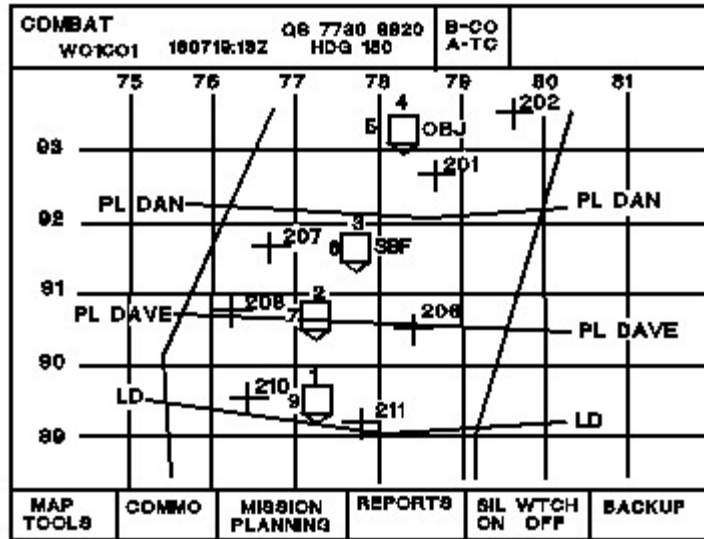 COMBAT
WO1CO1 160719:13Z
QB 7730 8920
HDG 180
B-CO
A-TC
75 76 77 78 79 80 81
4
202
5 OBJ
93
201
92
PL DAN
PL DAN
3
207
6 SBF
91
2
208
206
PL DAVE 7
PL DAVE
90
1
210
9
LD
211
LD
89
MAP TOOLS
COMMO
MISSION PLANNING
REPORTS
SIL WTCH
ON OFF
BACKUP